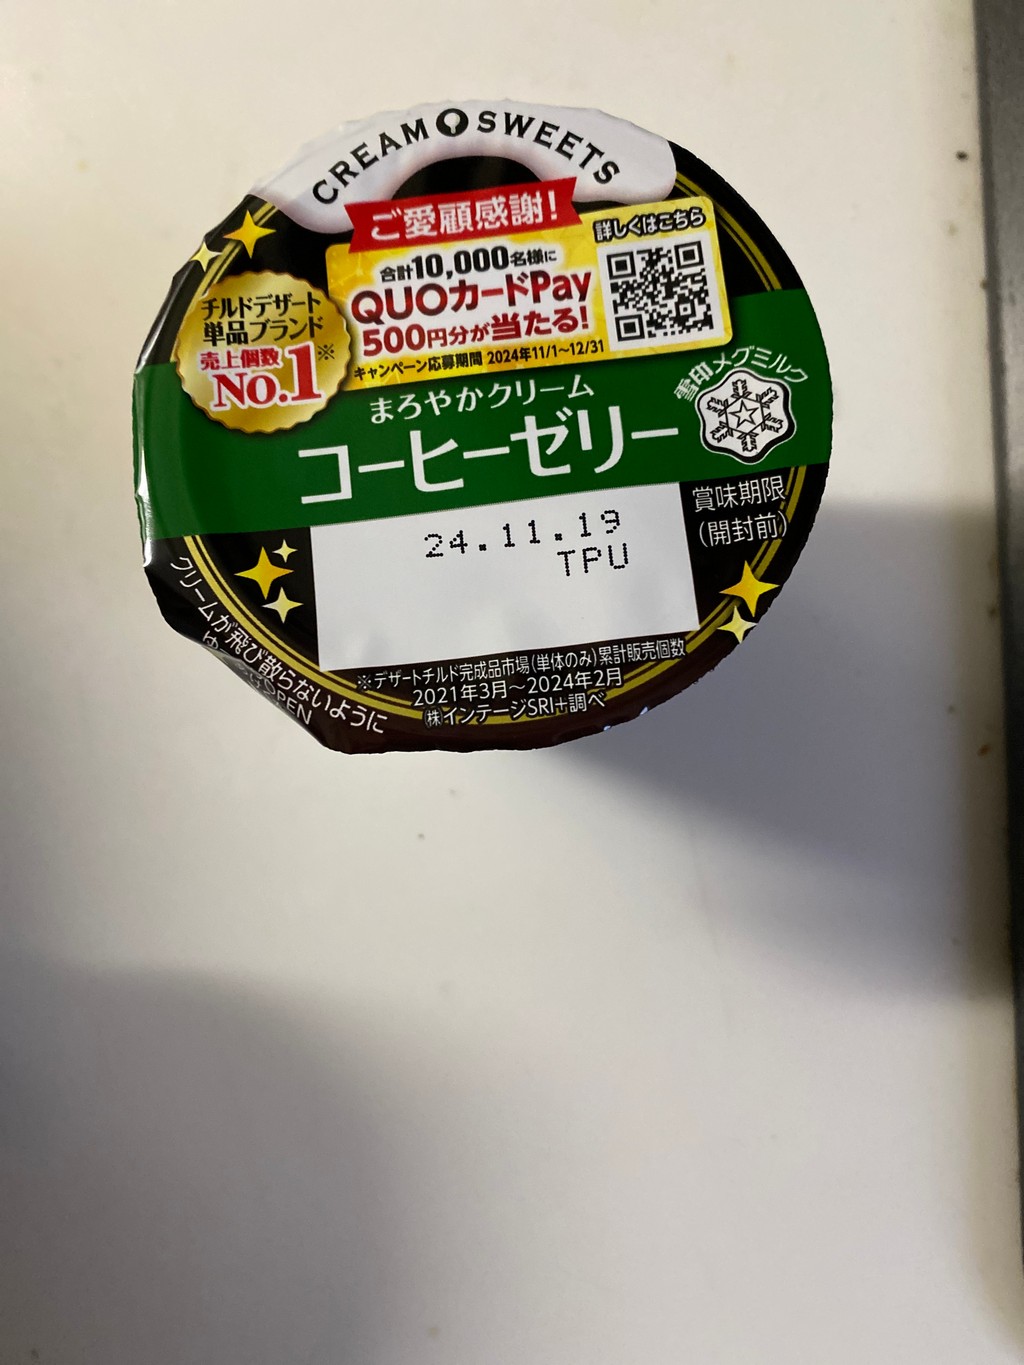 CREAM SWEETS
ご愛顧感謝!
詳しくはこちら
合計10,000名様に
QUOカードPay
500円分が当たる!
キャンペーン応募期間 2024年11/1~12/31
チルドデザート
単品ブランド
売上個数
No.1※
雪印メグミルク
まろやかクリーム
コーヒーゼリー
賞味期限
(開封前)
24.11.19
TPU
クリームが飛び散らないように
OPEN
※デザートチルド完成品市場(単体のみ)累計販売個数
2021年3月~2024年2月
㈱インテージSRI+調べ